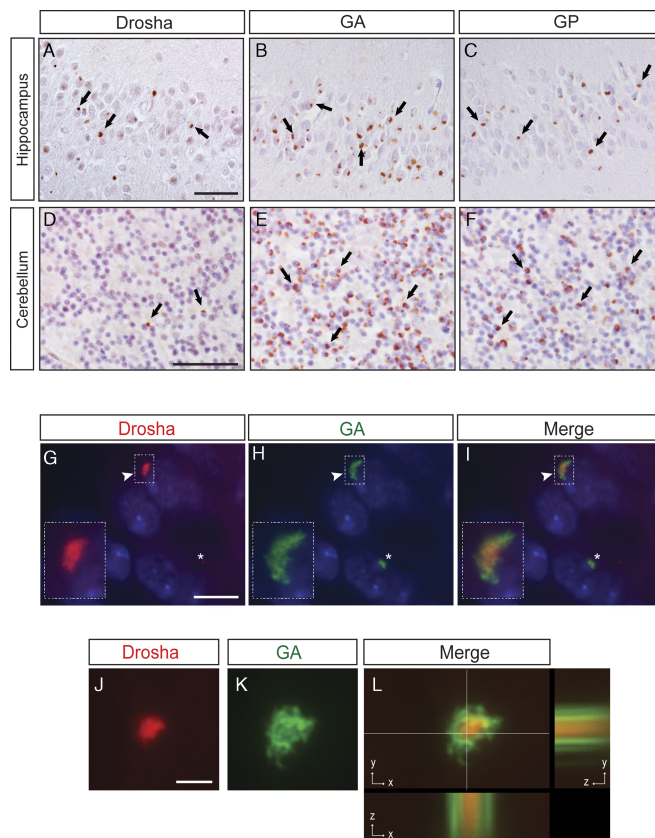 Drosha GA GP
Hippocampus
A B C
Cerebellum
D E F
Drosha GA Merge
G H I
* * *
Drosha GA Merge
J K L
y y
x z
z
x